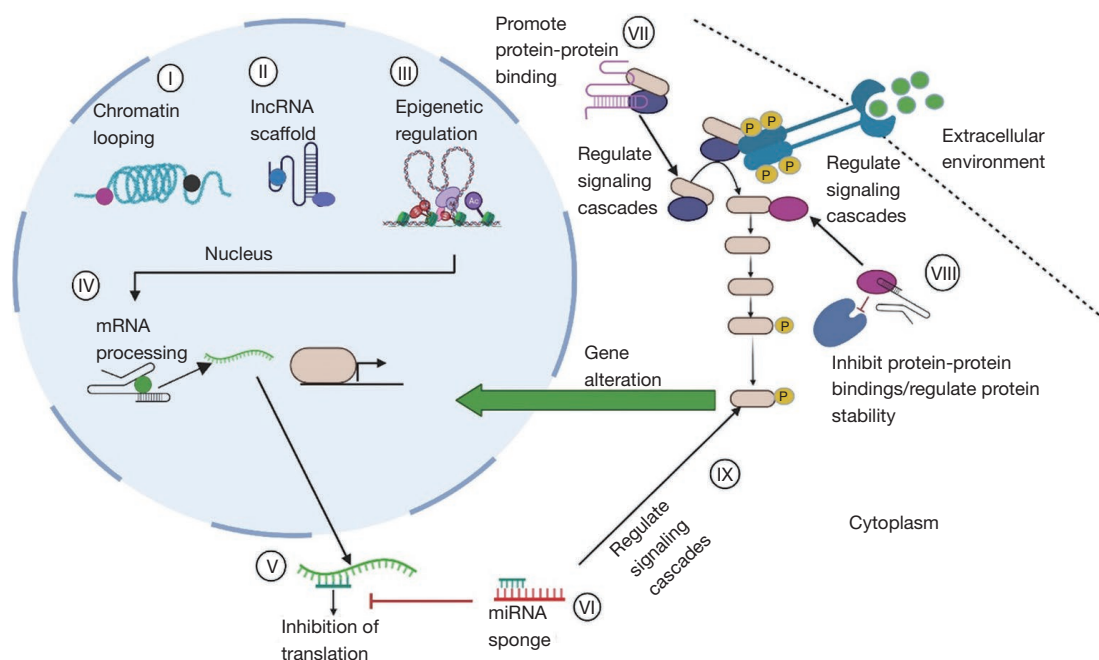 I
Chromatin
looping
II
lncRNA
scaffold
III
Epigenetic
regulation
Ac
Nucleus
IV
mRNA
processing
V
Inhibition of
translation
miRNA
sponge
VI
Promote
protein-protein
binding
VII
Regulate
signaling
cascades
P
P
P
P
Extracellular
environment
Regulate
signaling
cascades
VIII
Inhibit protein-protein
bindings/regulate protein
stability
P
P
Gene
alteration
IX
Regulate
signaling
cascades
Cytoplasm